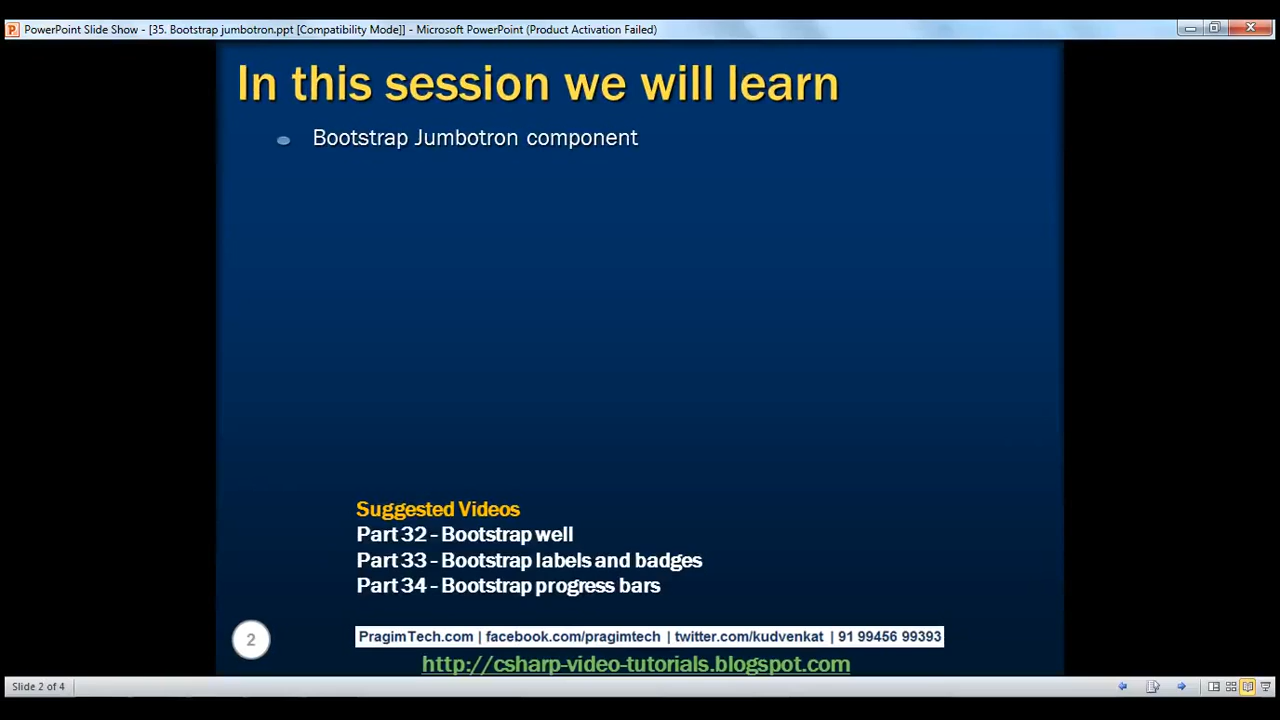 PowerPoint Slide Show - [35. Bootstrap jumbotron.ppt [Compatibility Mode]] - Microsoft PowerPoint (Product Activation Failed)
In this session we will learn
Bootstrap Jumbotron component
Suggested Videos
Part 32 - Bootstrap well
Part 33 - Bootstrap labels and badges
Part 34 - Bootstrap progress bars
2
PragimTech.com | facebook.com/pragimtech | twitter.com/kudvenkat | 91 99456 99393
http://csharp-video-tutorials.blogspot.com
Slide 2 of 4